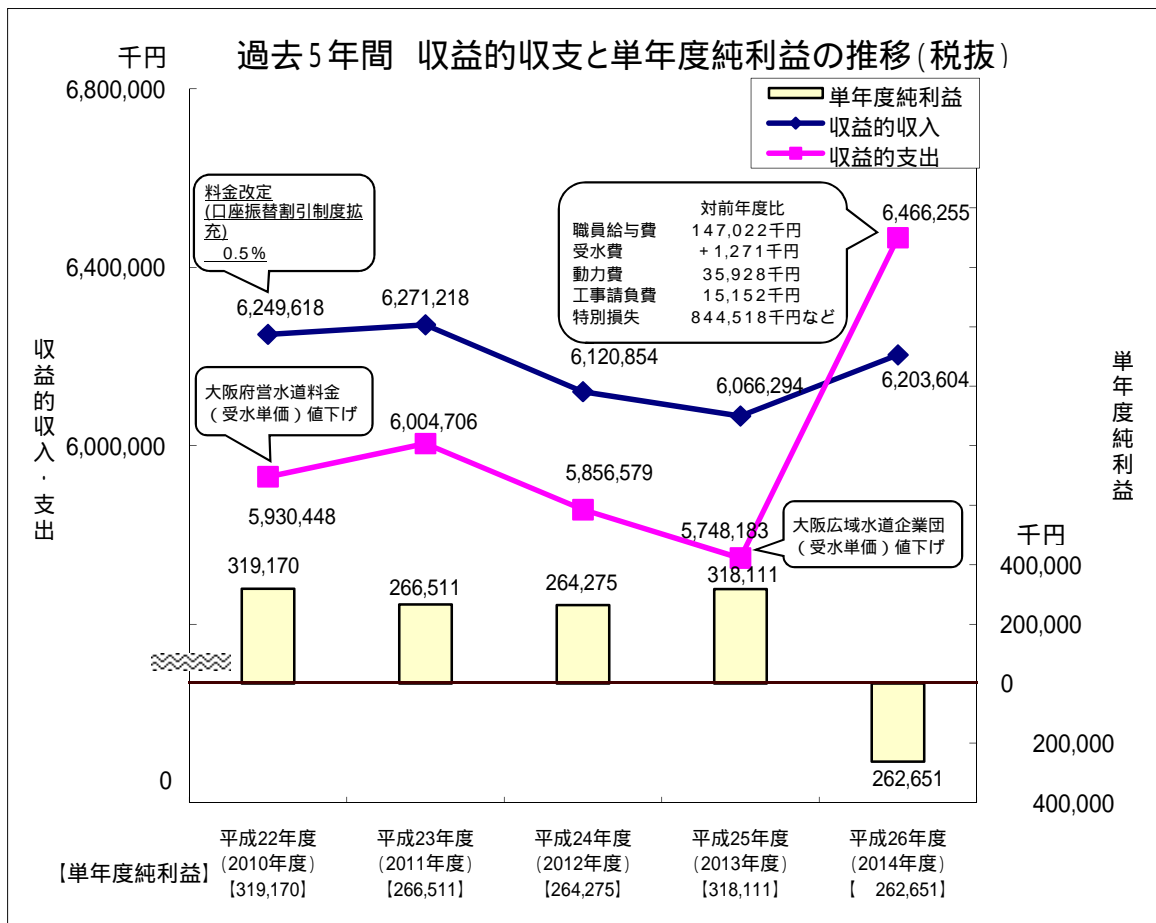 過去5年間 収益的収支と単年度純利益の推移(税抜)
千円
6,800,000
6,400,000
6,000,000
0
収益的収入・支出
単年度純利益
収益的収入
収益的支出
料金改定
(口座振替割引制度拡
充)
0.5%
対前年度比
職員給与費 147,022千円
受水費 +1,271千円
動力費 35,928千円
工事請負費 15,152千円
特別損失 844,518千円など
6,249,618
6,271,218
6,120,854
6,066,294
6,203,604
大阪府営水道料金
(受水単価)値下げ
5,930,448
6,004,706
5,856,579
5,748,183
6,466,255
大阪広域水道企業団
(受水単価)値下げ
319,170
266,511
264,275
318,111
262,651
単年度純利益
千円
400,000
200,000
0
200,000
400,000
平成22年度 平成23年度 平成24年度 平成25年度 平成26年度
(2010年度) (2011年度) (2012年度) (2013年度) (2014年度)
【単年度純利益】 【319,170】 【266,511】 【264,275】 【318,111】 【 262,651】